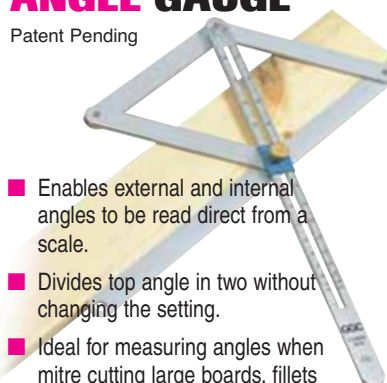 ANGLE GAUGE
Patent Pending
Enables external and internal
angles to be read direct from a
scale.
Divides top angle in two without
changing the setting.
Ideal for measuring angles when
mitre cutting large boards, fillets